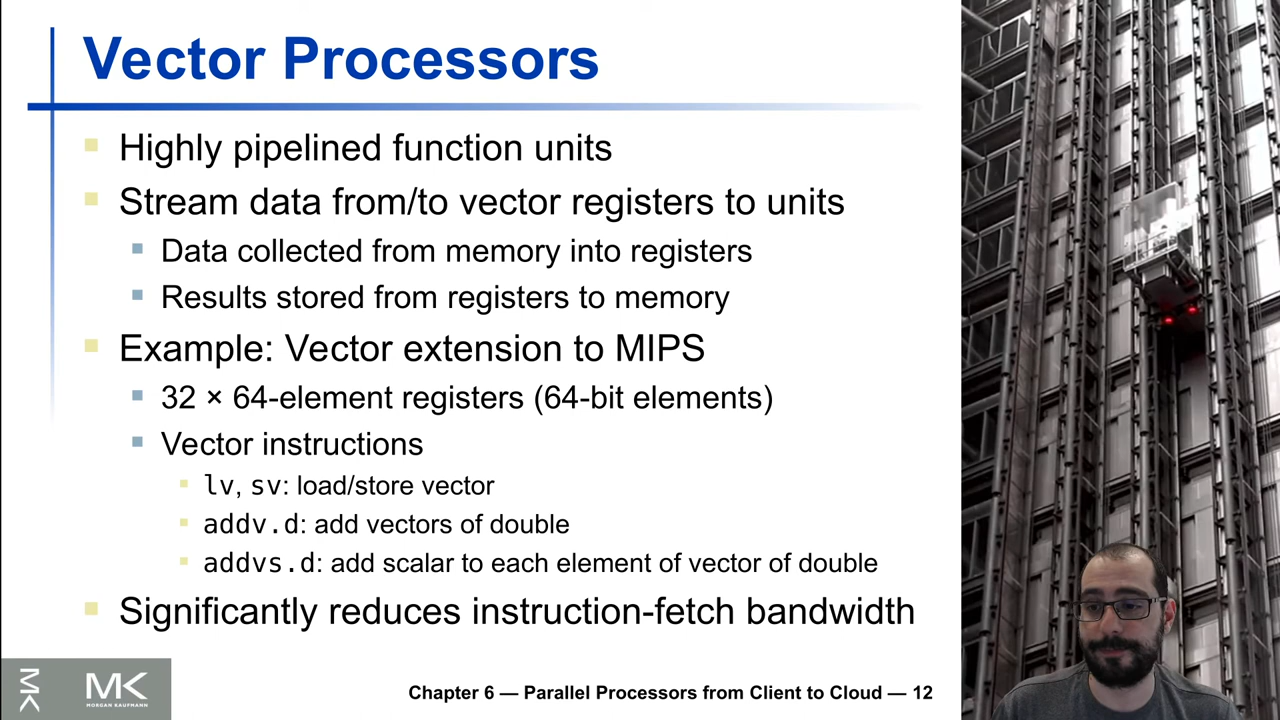 Vector Processors
Highly pipelined function units
Stream data from/to vector registers to units
Data collected from memory into registers
Results stored from registers to memory
Example: Vector extension to MIPS
32 × 64-element registers (64-bit elements)
Vector instructions
lv, sv: load/store vector
addv.d: add vectors of double
addvs.d: add scalar to each element of vector of double
Significantly reduces instruction-fetch bandwidth
MK
MK
MORGAN KAUFMANN
Chapter 6 — Parallel Processors from Client to Cloud — 12